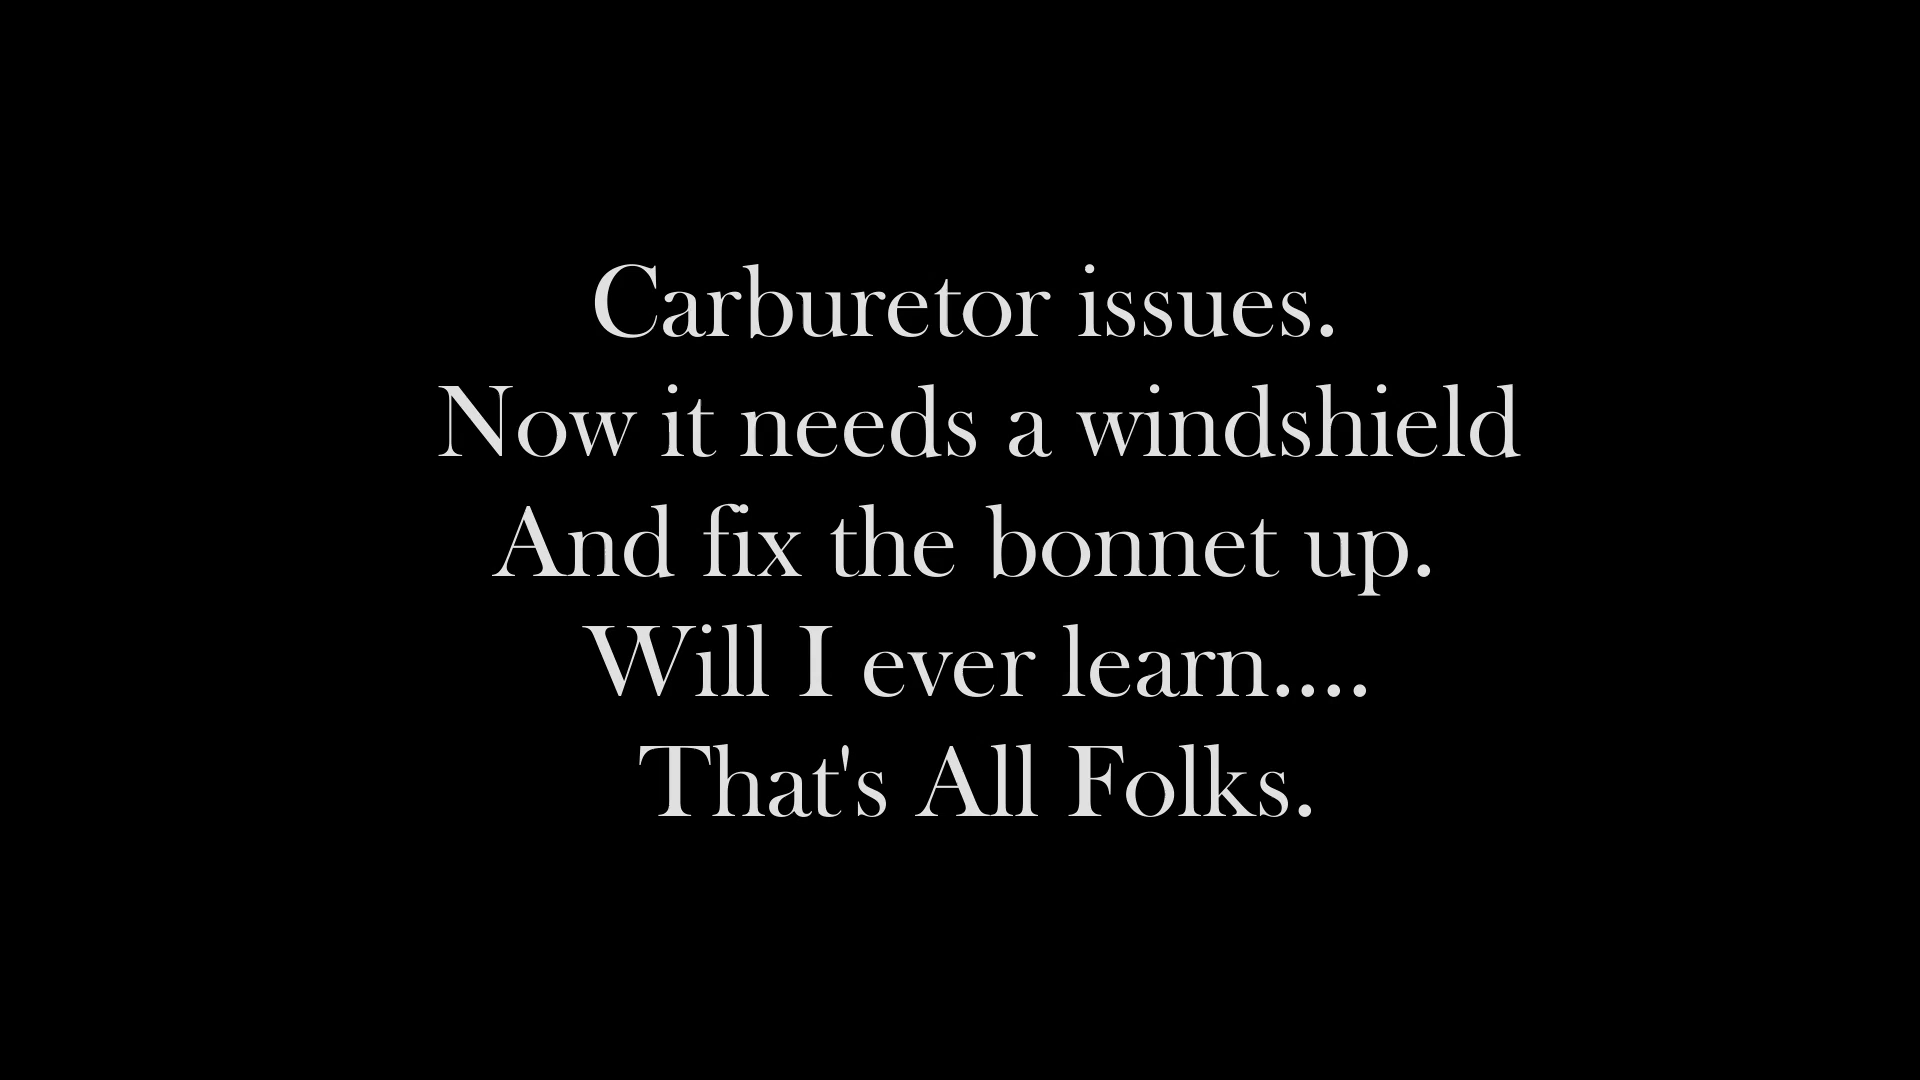 Carburetor issues.
Now it needs a windshield
And fix the bonnet up.
Will I ever learn....
That's All Folks.